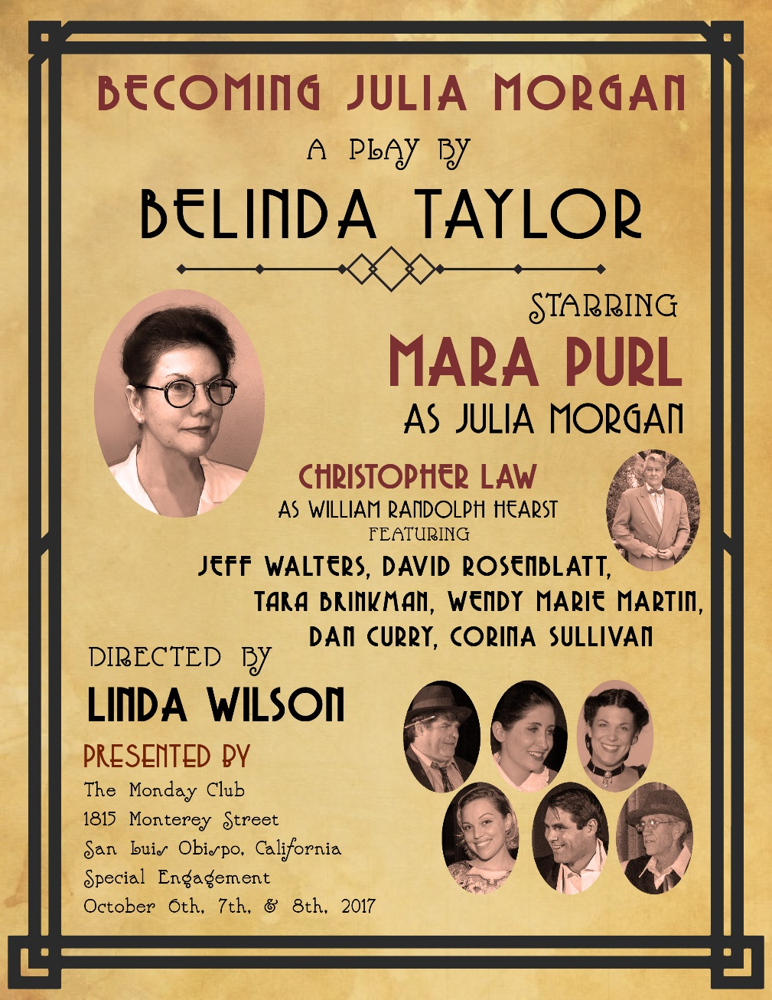 BECOMING JULIA MORGAN
A PLAY BY
BELINDA TAYLOR
STARRING
MARA PURL
AS JULIA MORGAN
CHRISTOPHER LAW
AS WILLIAM RANDOLPH HEARST
FEATURING
JEFF WALTERS, DAVID ROSENBLATT,
TARA BRINKMAN, WENDY MARIE MARTIN,
DAN CURRY, CORINA SULLIVAN
DIRECTED BY
LINDA WILSON
PRESENTED BY
The Monday Club
1815 Monterey Street
San Luis Obispo, California
Special Engagement
October 6th, 7th, & 8th, 2017